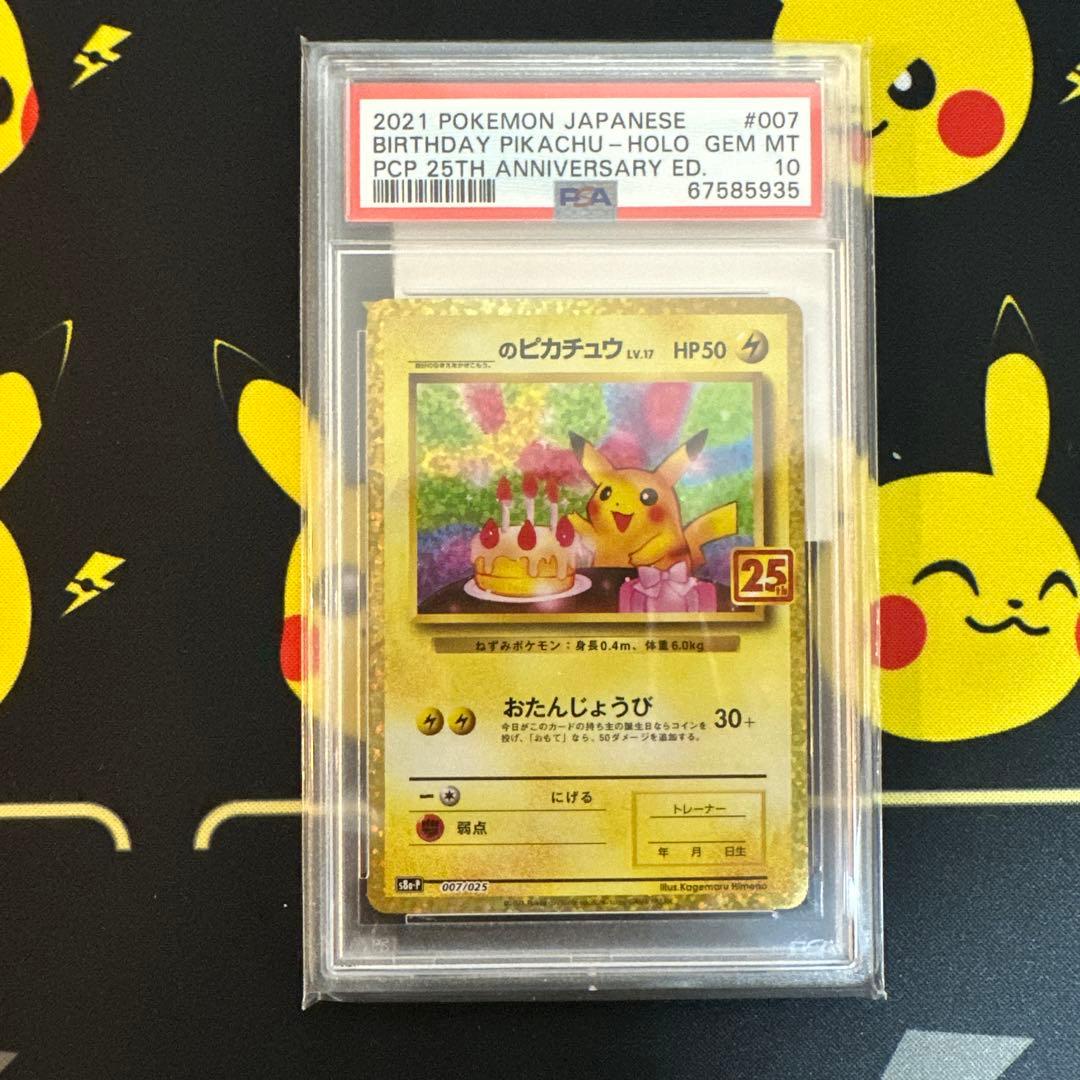 2021 POKEMON JAPANESE #007
BIRTHDAY PIKACHU-HOLO GEM MT
PCP 25TH ANNIVERSARY ED. 10
PSA 67585935
のピカチュウ LV.17 HP50
25th
ねずみポケモン：身長0.4m、体重6.0kg
おたんじょうび 30+
今日がこのカードの持ち主の誕生日ならコインを
投げ、「おもて」なら、50ダメージを追加する。
にげる
弱点
トレーナー
年 月 日生
s8a-P 007/025 Illus.Kagemaru Himeno